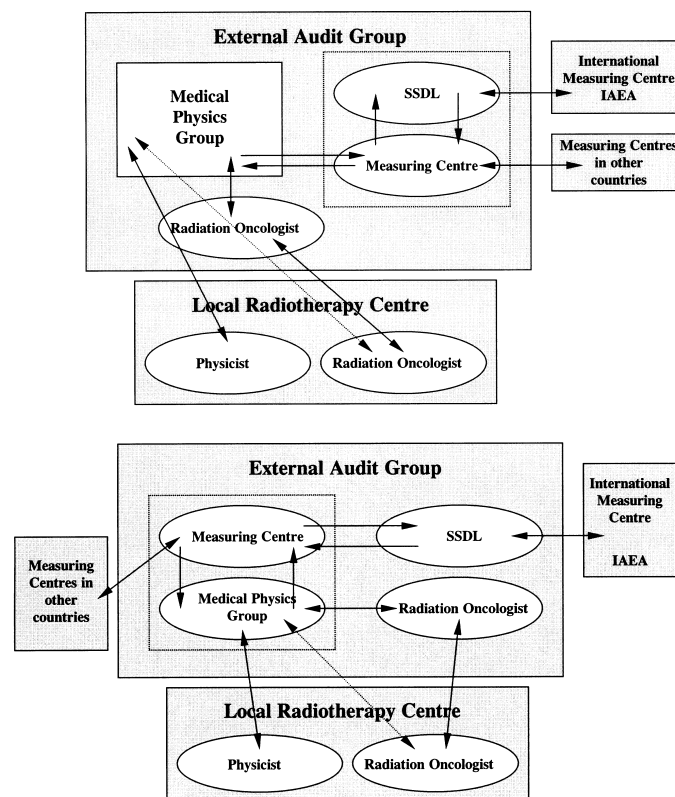 External Audit Group
Medical
Physics
Group
SSDL
Measuring Centre
Radiation Oncologist
International
Measuring Centre
IAEA
Measuring Centres
in other
countries
Local Radiotherapy Centre
Physicist
Radiation Oncologist
External Audit Group
Measuring Centre
SSDL
Medical Physics
Group
Radiation Oncologist
International
Measuring
Centre
IAEA
Measuring
Centres in
other
countries
Local Radiotherapy Centre
Physicist
Radiation Oncologist